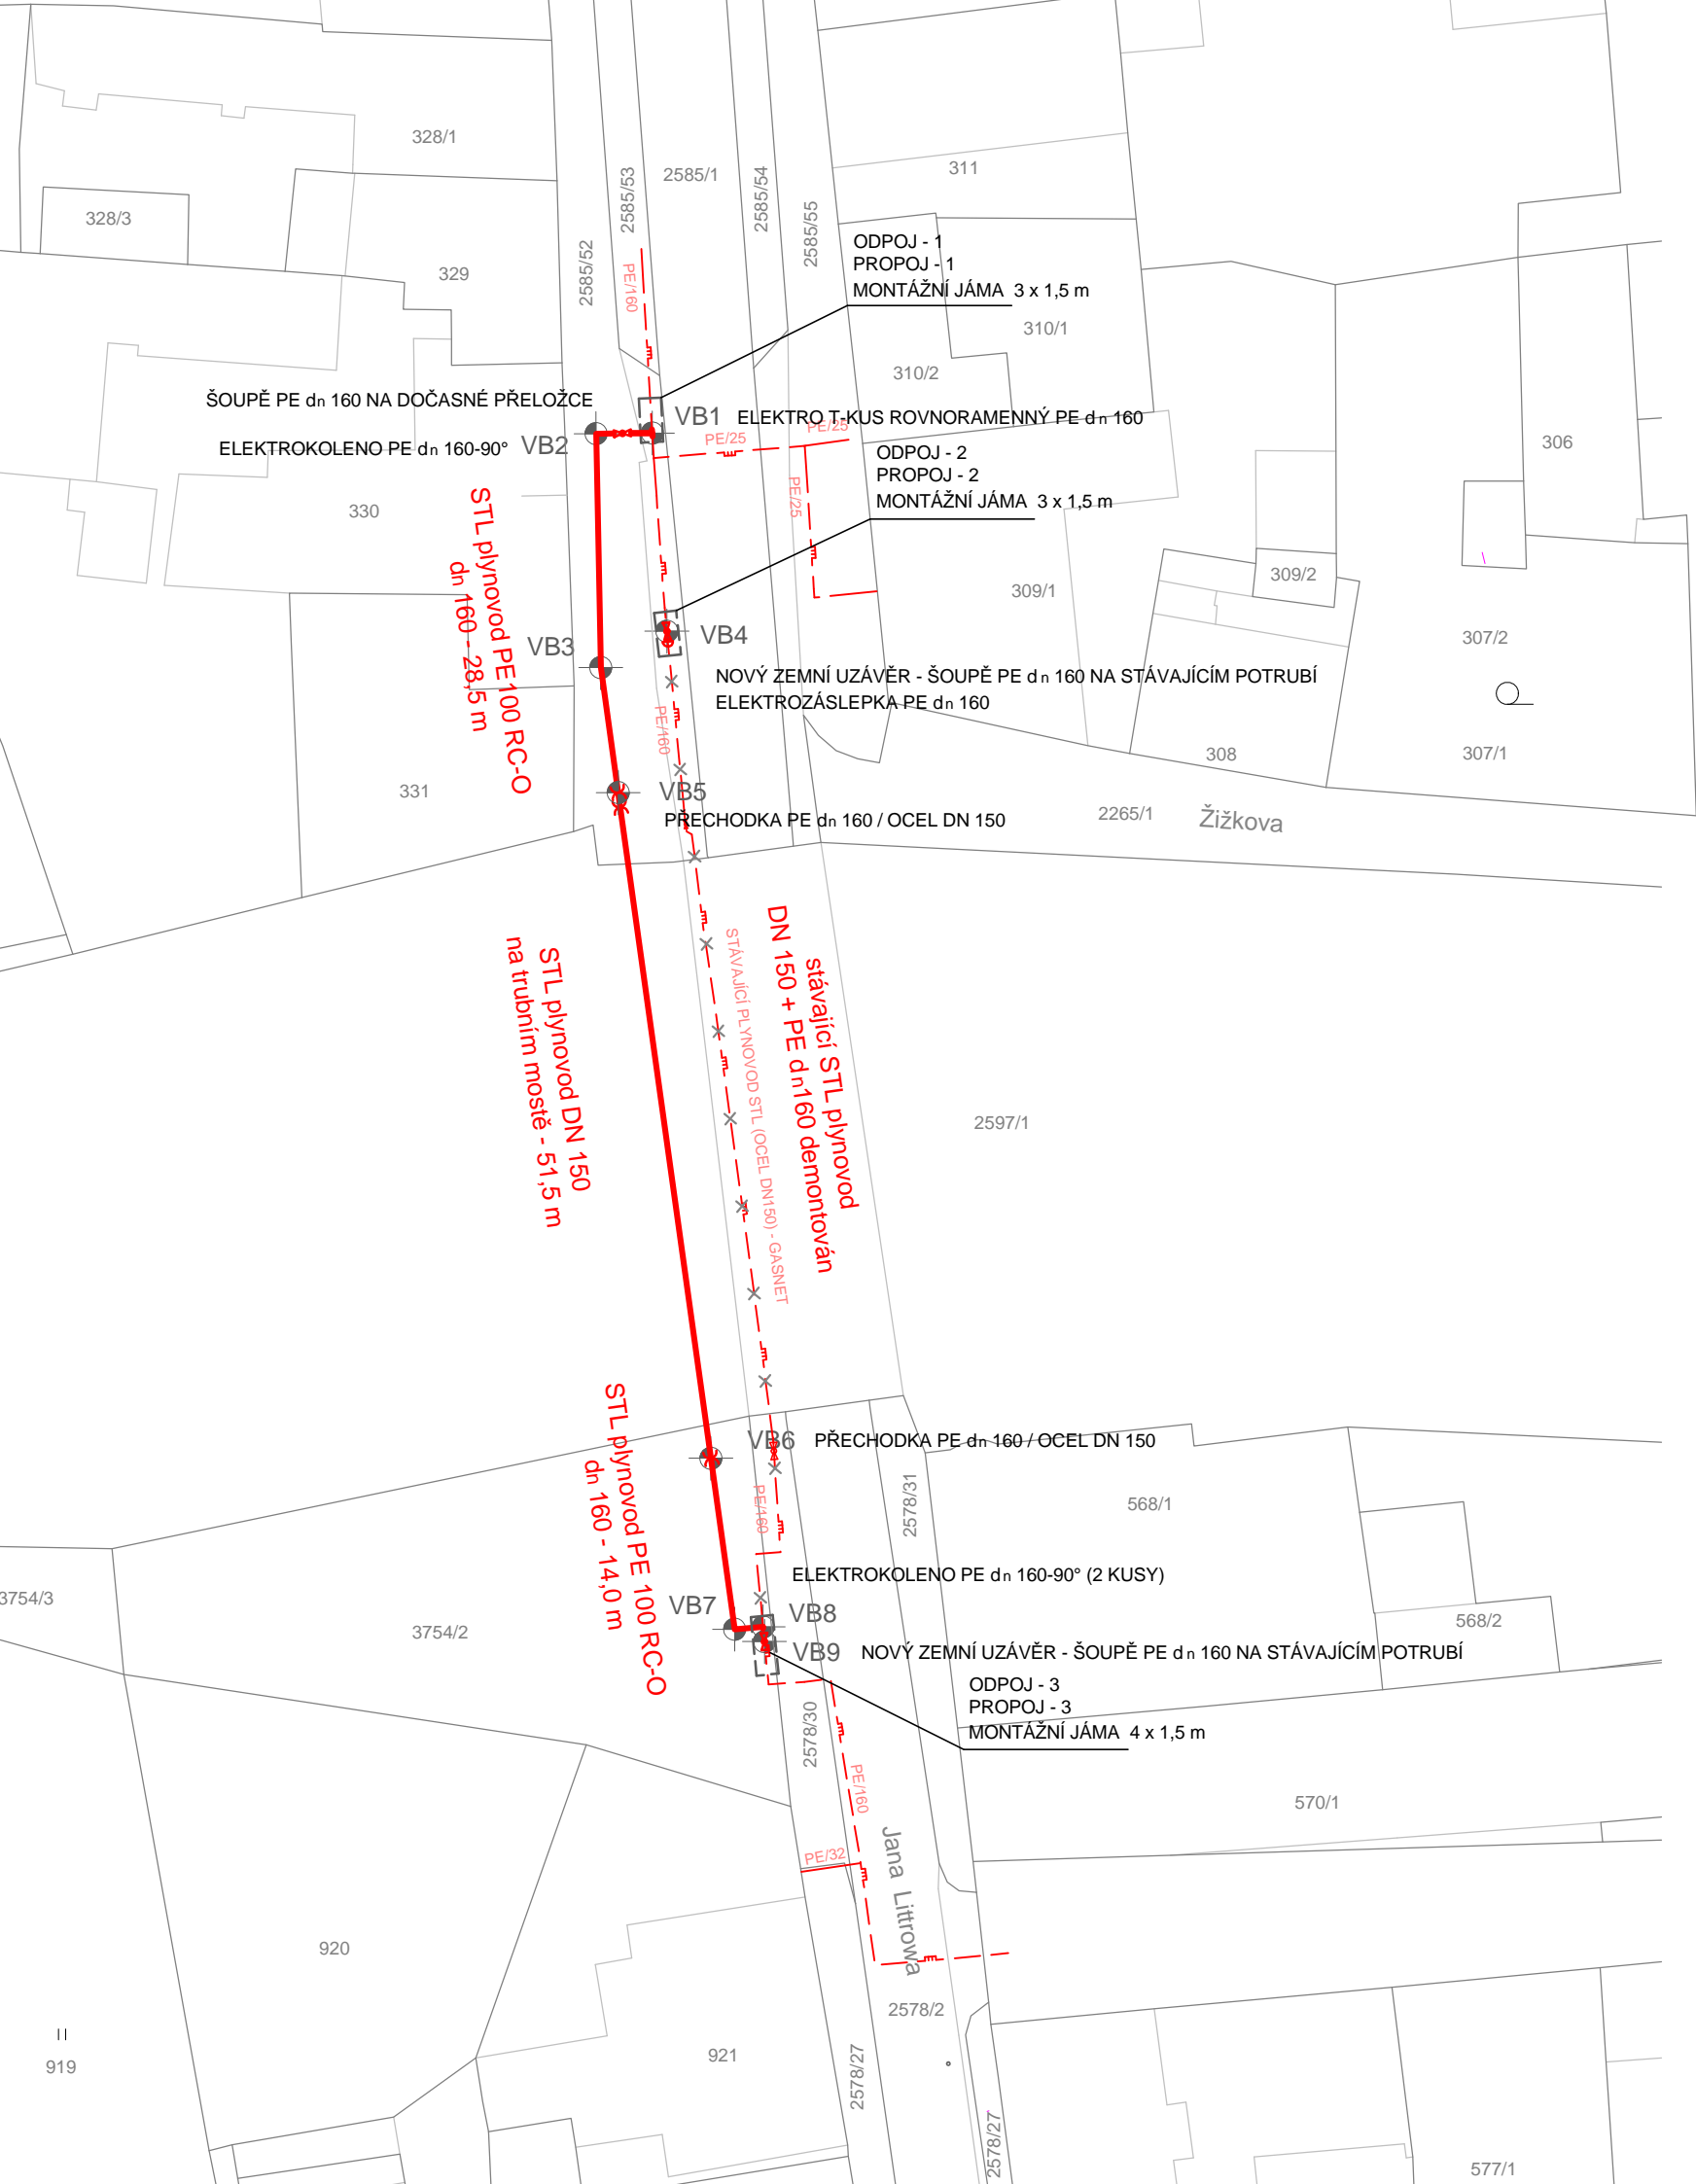 328/1
2585/53
2585/1
2585/54
311
328/3
2585/55
2585/52
329
PE/160
ODPOJ - 1
PROPOJ - 1
MONTÁŽNÍ JÁMA 3 x 1,5 m
310/1
310/2
ŠOUPĚ PE dn 160 NA DOČASNÉ PŘELOŽCE
VB1
ELEKTRO T-KUS ROVNORAMENNÝ PE dn 160
ELEKTROKOLENO PE dn 160-90°
VB2
PE/25
PE/25
306
ODPOJ - 2
PROPOJ - 2
MONTÁŽNÍ JÁMA 3 x 1,5 m
PE/25
330
STL plynovod PE100 RC-O
dn 160 - 28,5 m
309/2
309/1
VB3
VB4
307/2
NOVÝ ZEMNÍ UZÁVĚR - ŠOUPĚ PE dn 160 NA STÁVAJÍCÍM POTRUBÍ
ELEKTROZÁSLEPKA PE dn 160
PE/160
308
307/1
331
VB5
PŘECHODKA PE dn 160 / OCEL DN 150
2265/1
Žižkova
STL plynovod DN 150
na trubním mostě - 51,5 m
STÁVAJÍCÍ PLYNOVOD STL (OCEL DN150) - GASNET
stávající STL plynovod
DN 150 + PE dn160 demontován
2597/1
STL plynovod PE 100 RC-O
dn 160 - 14,0 m
VB6
PŘECHODKA PE dn 160 / OCEL DN 150
PE/160
2578/31
568/1
ELEKTROKOLENO PE dn 160-90° (2 KUSY)
3754/3
3754/2
VB7
VB8
568/2
VB9
NOVÝ ZEMNÍ UZÁVĚR - ŠOUPĚ PE dn 160 NA STÁVAJÍCÍM POTRUBÍ
ODPOJ - 3
PROPOJ - 3
MONTÁŽNÍ JÁMA 4 x 1,5 m
2578/30
PE/160
570/1
PE/32
Jana Littrowa
920
2578/2
919
921
2578/27
2578/27
577/1